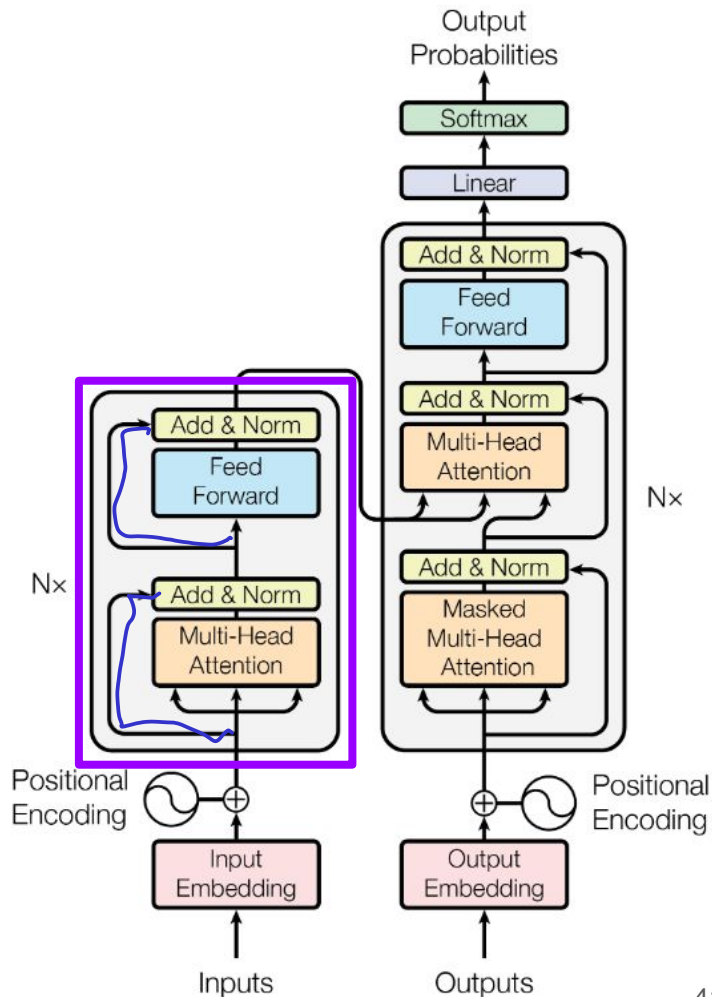 Output
Probabilities
Softmax
Linear
Add & Norm
Feed
Forward
Add & Norm
Multi-Head
Attention
Nx
Add & Norm
Masked
Multi-Head
Attention
Add & Norm
Feed
Forward
Nx
Add & Norm
Multi-Head
Attention
Positional
Encoding
Positional
Encoding
Input
Embedding
Output
Embedding
Inputs
Outputs